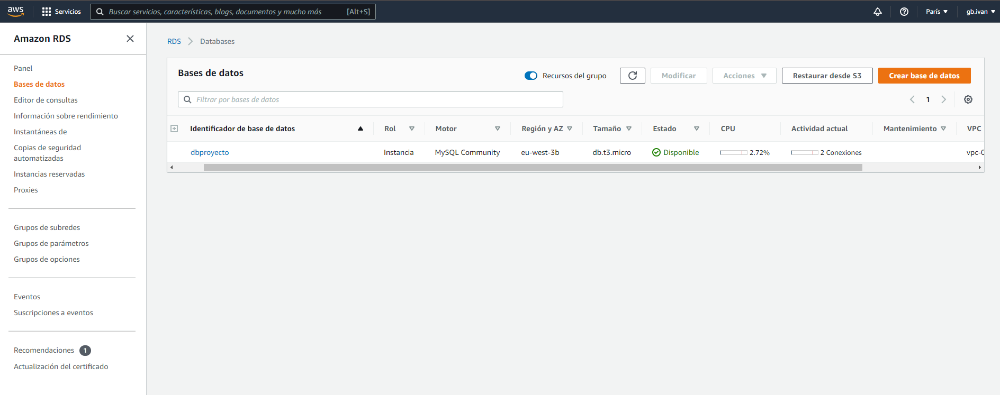 aws Servicios Buscar servicios, características, blogs, documentos y mucho más [Alt+S] París gb.ivan
Amazon RDS
Panel
Bases de datos
Editor de consultas
Información sobre rendimiento
Instantáneas de
Copias de seguridad
automatizadas
Instancias reservadas
Proxies
Grupos de subredes
Grupos de parámetros
Grupos de opciones
Eventos
Suscripciones a eventos
Recomendaciones 1
Actualización del certificado
RDS Databases
Bases de datos Recursos del grupo Modificar Acciones Restaurar desde S3 Crear base de datos
Filtrar por bases de datos 1
Identificador de base de datos Rol Motor Región y AZ Tamaño Estado CPU Actividad actual Mantenimiento VPC
dbproyecto Instancia MySQL Community eu-west-3b db.t3.micro Disponible 2.72% 2 Conexiones vpc-0